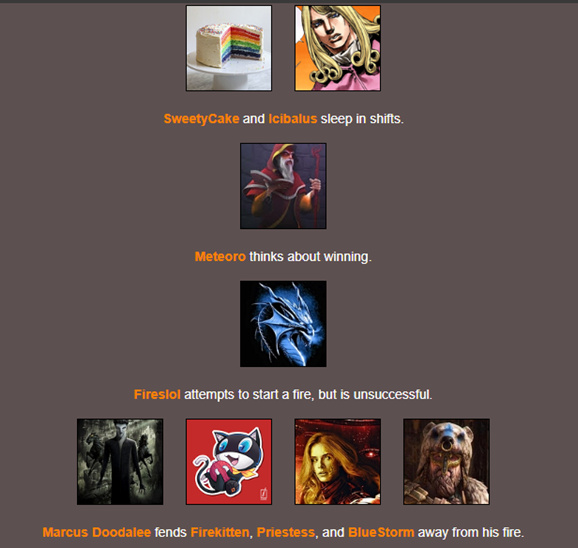 SweetyCake and Icibalus sleep in shifts.
Meteoro thinks about winning.
Fireslol attempts to start a fire, but is unsuccessful.
Marcus Doodalee fends Firekitten, Priestess, and BlueStorm away from his fire.